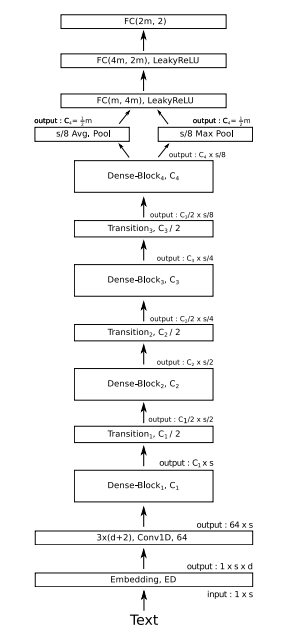 FC(2m, 2)
FC(4m, 2m), LeakyReLU
FC(m, 4m), LeakyReLU
output : C₄= ½m output : C₄= ½m
s/8 Avg. Pool s/8 Max Pool
output : C₄ x s/8
Dense-Block₄, C₄
output : C₃/2 x s/8
Transition₃, C₃ / 2
output : C₃ x s/4
Dense-Block₃, C₃
output : C₂/2 x s/4
Transition₂, C₂ / 2
output : C₂ x s/2
Dense-Block₂, C₂
output : C1/2 x s/2
Transition₁, C₁ / 2
output : C₁ x s
Dense-Block₁, C₁
output : 64 x s
3x(d+2), Conv1D, 64
output : 1 x s x d
Embedding, ED
input : 1 x s
Text